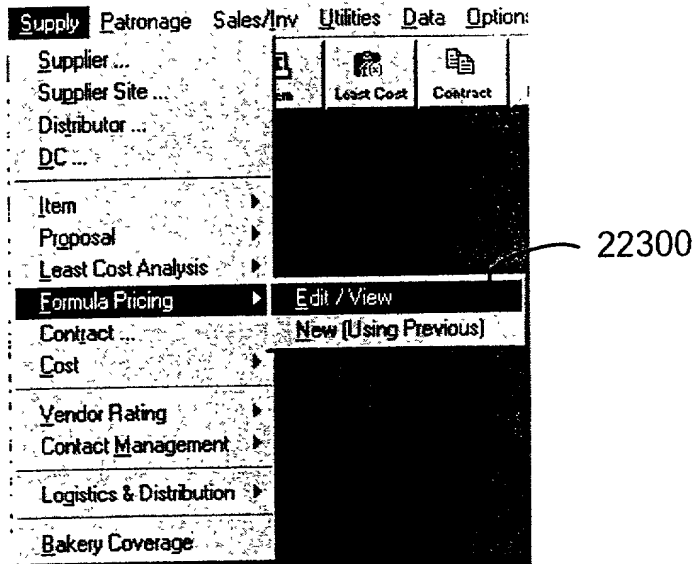 Supply Patronage Sales/Inv Utilities Data
Supplier ...
Supplier Site ...
Distributor ...
DC ...
Least Cost Contract
Item
Proposal
Least Cost Analysis
Formula Pricing
Edit / View
22300
Contract ...
New (Using Previous)
Cost
Vendor Rating
Contact Management
Logistics & Distribution
Bakery Coverage